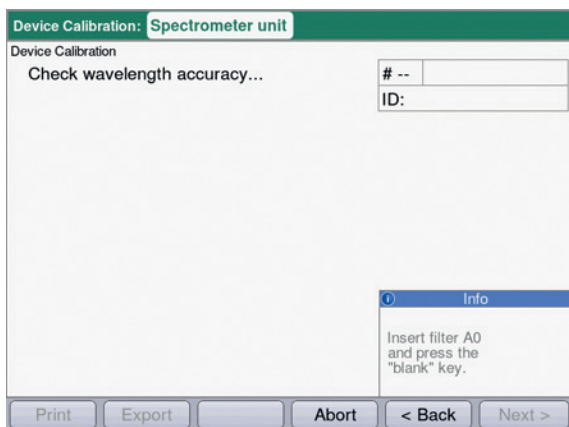 Device Calibration: Spectrometer unit
Device Calibration
Check wavelength accuracy...
# --
ID:
Info
Insert filter A0
and press the
"blank" key.
Print Export Abort < Back Next >